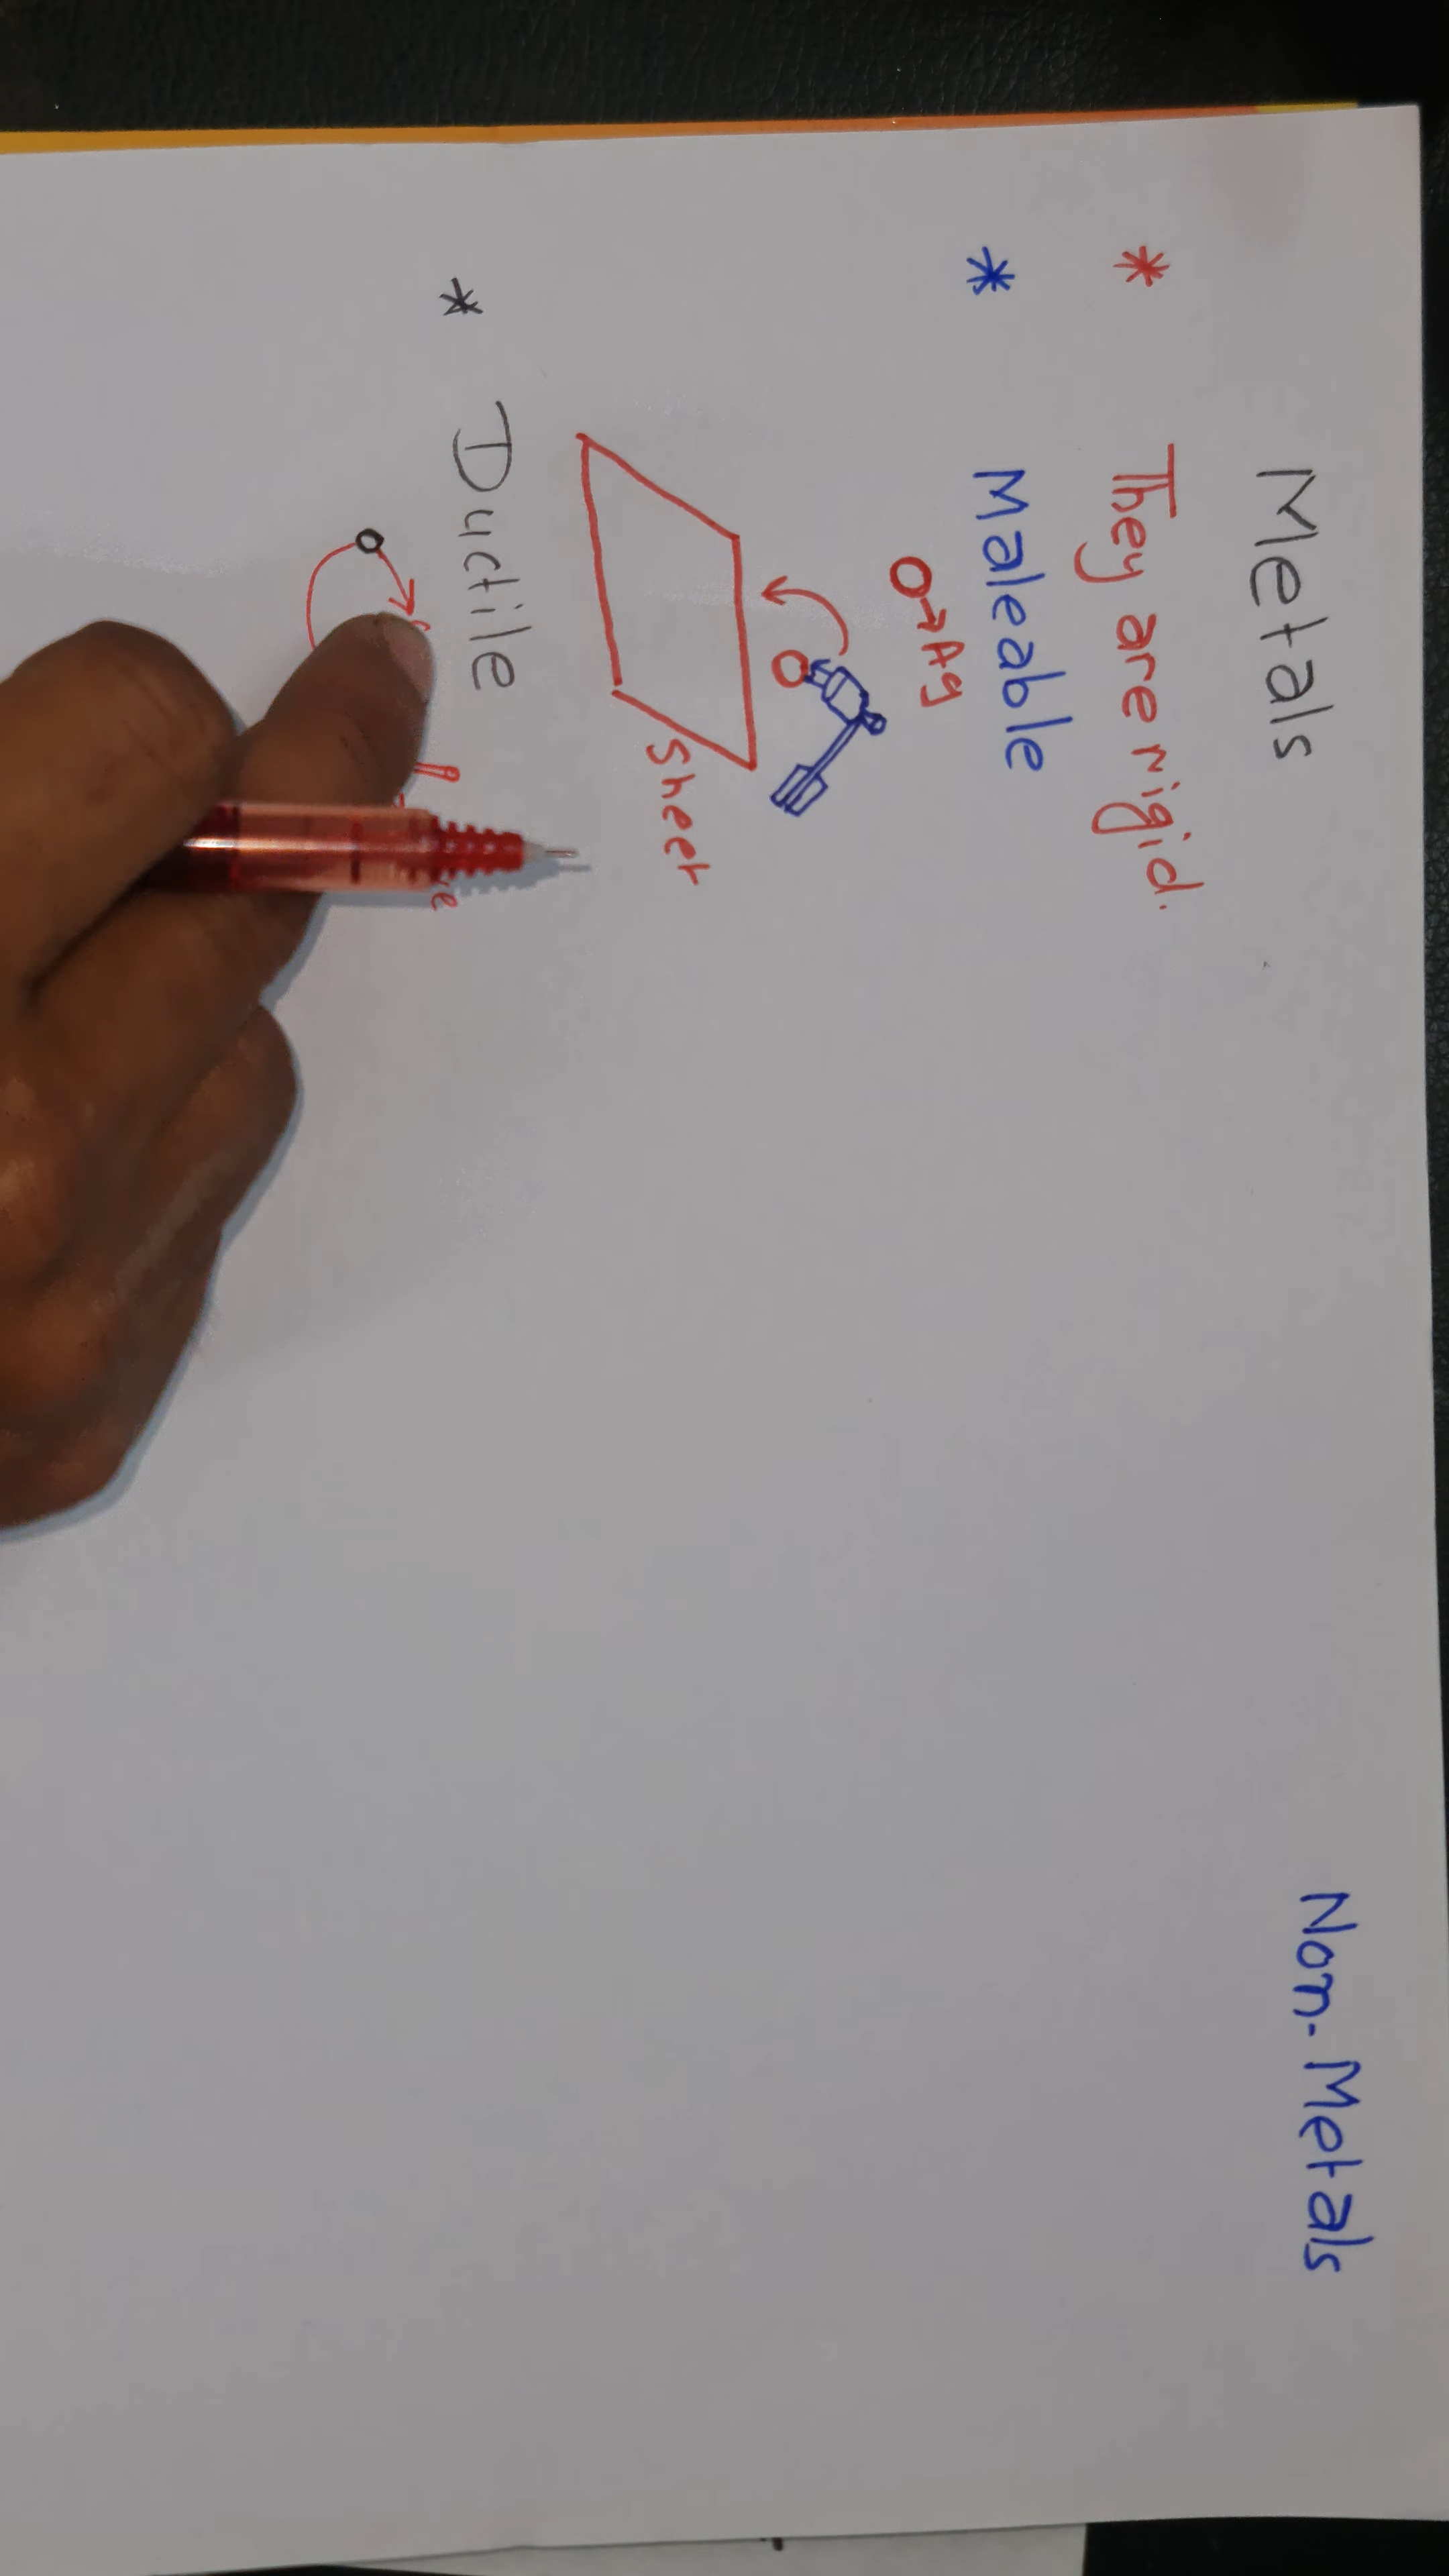 Metals
Non-Metals
* They are rigid.
* Maleable
O→Ag
Sheet
* Ductile